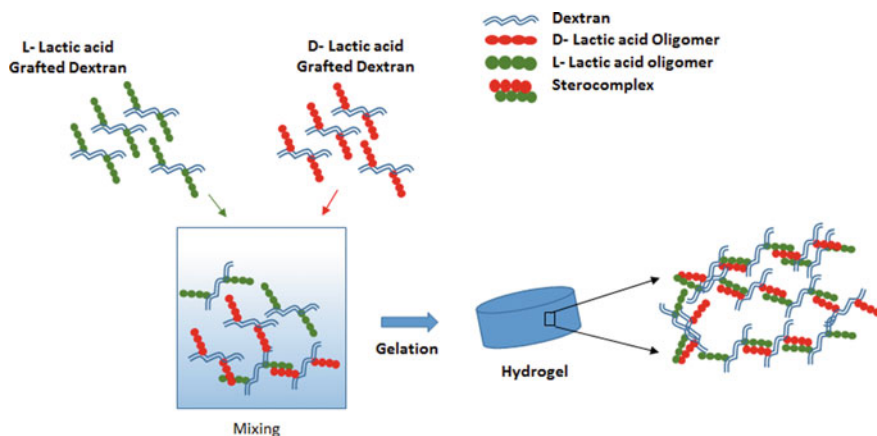 L- Lactic acid
Grafted Dextran
D- Lactic acid
Grafted Dextran
Dextran
D- Lactic acid Oligomer
L- Lactic acid oligomer
Sterocomplex
Gelation
Hydrogel
Mixing